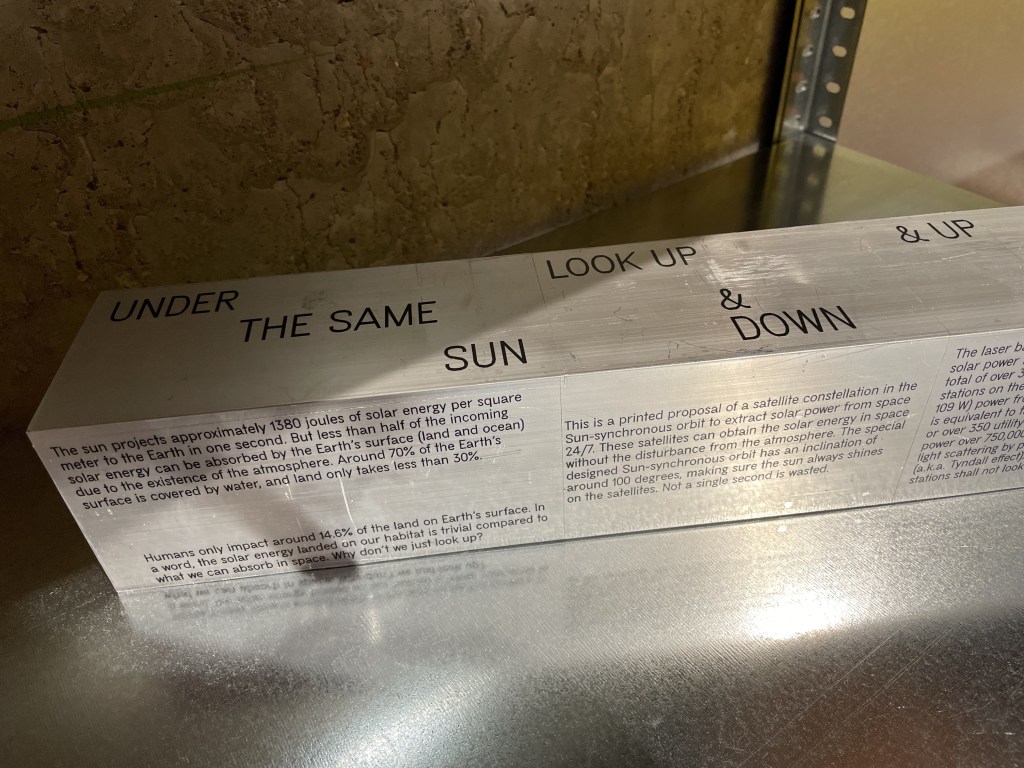 UNDER
THE SAME
SUN
LOOK UP
&
DOWN
& UP
The sun projects approximately 1380 joules of solar energy per square
meter to the Earth in one second. But less than half of the incoming
solar energy can be absorbed by the Earth's surface (land and ocean)
due to the existence of the atmosphere. Around 70% of the Earth's
surface is covered by water, and land only takes less than 30%.
Humans only impact around 14.6% of the land on Earth's surface. In
a word, the solar energy landed on our habitat is trivial compared to
what we can absorb in space. Why don't we just look up?
This is a printed proposal of a satellite constellation in the
Sun-synchronous orbit to extract solar power from space
24/7. These satellites can obtain the solar energy in space
without the disturbance from the atmosphere. The special
designed Sun-synchronous orbit has an inclination of
around 100 degrees, making sure the sun always shines
on the satellites. Not a single second is wasted.
The laser
solar power
total of over
stations on the
109 W) power
is equivalent to
or over 350
power over 750,000
light scattering by
(a.k.a. Tyndall effect)
stations shall not look